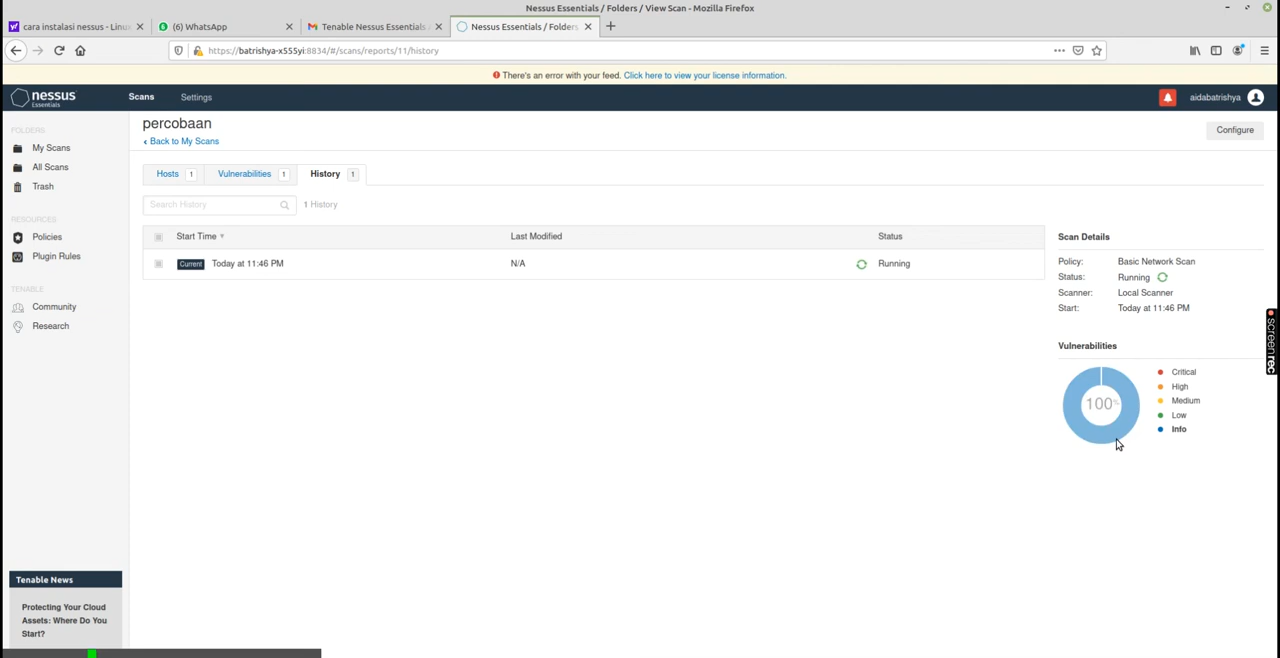 Nessus Essentials / Folders / View Scan - Mozilla Firefox
cara instalasi nessus - Linu
(6) WhatsApp
Tenable Nessus Essentials
Nessus Essentials / Folders
https://batrishya-x555yi:8834/#/scans/reports/11/history
There's an error with your feed. Click here to view your license information.
nessus
Essentials
Scans
Settings
aidabatrishya
FOLDERS
My Scans
All Scans
Trash
RESOURCES
Policies
Plugin Rules
TENABLE
Community
Research
Tenable News
Protecting Your Cloud
Assets: Where Do You
Start?
percobaan
Back to My Scans
Configure
Hosts 1
Vulnerabilities 1
History 1
Search History
1 History
Start Time Last Modified Status
Current Today at 11:46 PM N/A Running
Scan Details
Policy: Basic Network Scan
Status: Running
Scanner: Local Scanner
Start: Today at 11:46 PM
Vulnerabilities
100%
Critical
High
Medium
Low
Info
screenrec